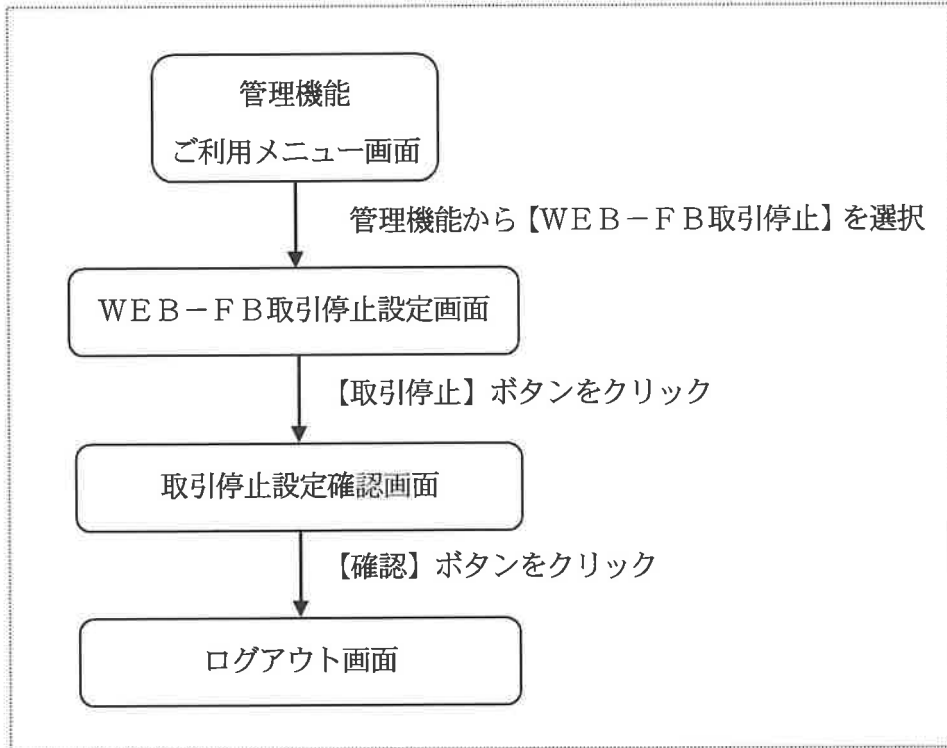 管理機能
ご利用メニュー画面
管理機能から【WEB－FB取引停止】を選択
WEB－FB取引停止設定画面
【取引停止】ボタンをクリック
取引停止設定確認画面
【確認】ボタンをクリック
ログアウト画面